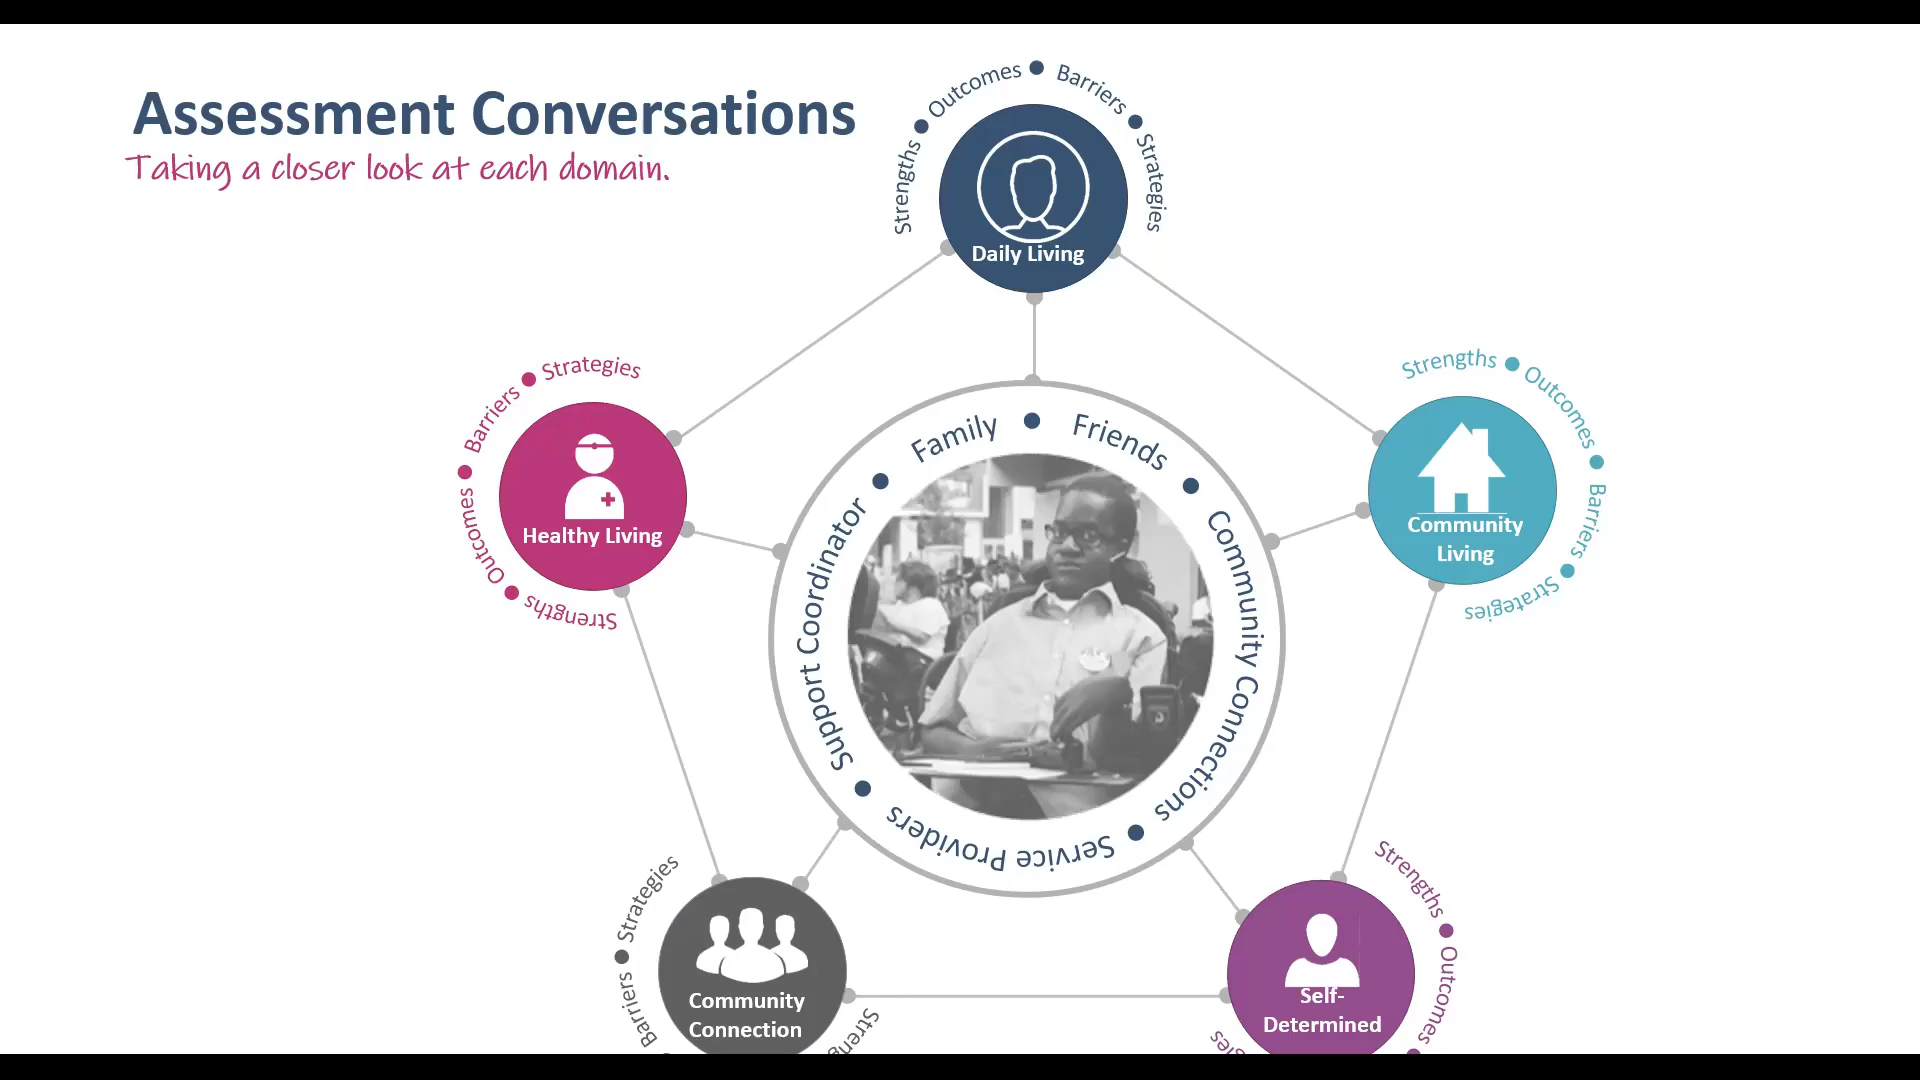 Assessment Conversations
Taking a closer look at each domain.
Strengths ● Outcomes ● Barriers ● Strategies
Daily Living
Strengths ● Outcomes ● Barriers ● Strategies
Healthy Living
Strengths ● Outcomes ● Barriers ● Strategies
Community
Living
Family ● Friends ● Community Connections ● Service Providers ● Support Coordinator ●
Barriers ● Strategies
Community
Connection
Strengths ● Outcomes
Self-
Determined